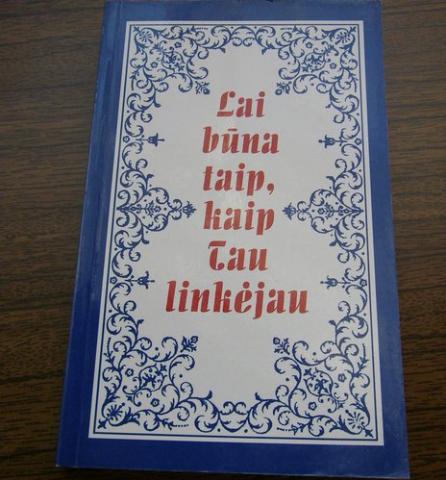 Lai
būna
taip,
kaip
Tau
linkėjau